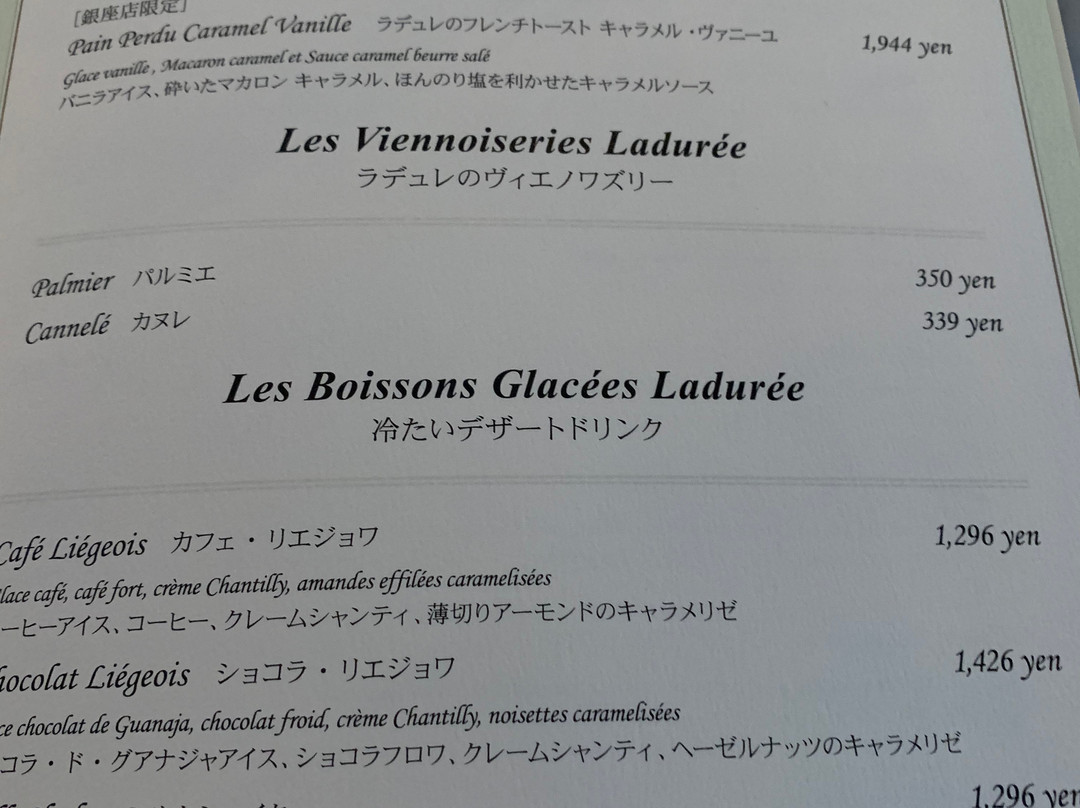 [銀座店限定]
Pain Perdu Caramel Vanille ラデュレのフレンチトースト キャラメル・ヴァニーユ 1,944 yen
Glace vanille, Macaron caramel et Sauce caramel beurre salé
バニラアイス、砕いたマカロン キャラメル、ほんのり塩を利かせたキャラメルソース
Les Viennoiseries Ladurée
ラデュレのヴィエノワズリー
Palmier パルミエ 350 yen
Cannelé カヌレ 339 yen
Les Boissons Glacées Ladurée
冷たいデザートドリンク
Café Liégeois カフェ・リエジョワ 1,296 yen
lace café, café fort, crème Chantilly, amandes effilées caramelisées
ーヒーアイス、コーヒー、クレームシャンティ、薄切りアーモンドのキャラメリゼ
hocolat Liégeois ショコラ・リエジョワ 1,426 yen
ce chocolat de Guanaja, chocolat froid, crème Chantilly, noisettes caramelisées
コラ・ド・グアナジャアイス、ショコラフロワ、クレームシャンティ、ヘーゼルナッツのキャラメリゼ
1,296 yen